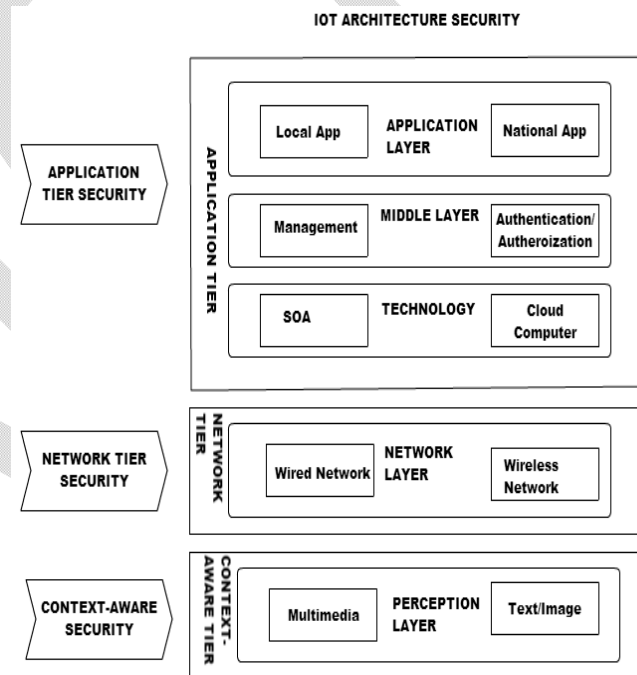 IOT ARCHITECTURE SECURITY
APPLICATION
TIER SECURITY
APPLICATION TIER
Local App
APPLICATION
LAYER
National App
Management
MIDDLE LAYER
Authentication/
Autheroization
SOA
TECHNOLOGY
Cloud
Computer
NETWORK TIER
SECURITY
NETWORK
TIER
Wired Network
NETWORK
LAYER
Wireless
Network
CONTEXT-AWARE
SECURITY
CONTEXT-
AWARE TIER
Multimedia
PERCEPTION
LAYER
Text/Image